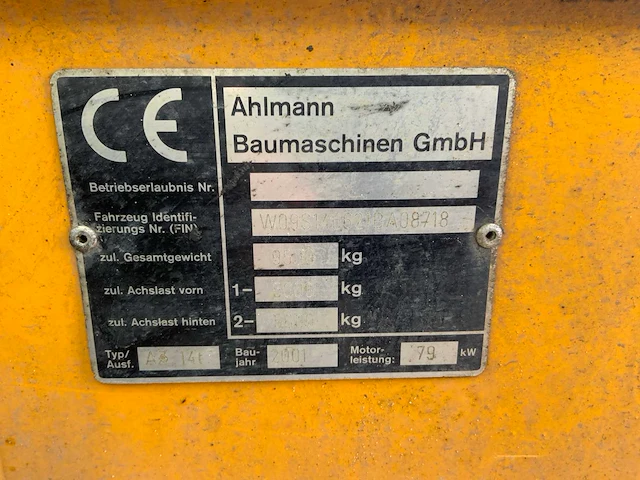 CE
Ahlmann
Baumaschinen GmbH
Betriebserlaubnis Nr.
Fahrzeug Identifi-
zierungs Nr. (FIN)
zul. Gesamtgewicht kg
zul. Achslast vorn 1- kg
zul. Achslast hinten 2- kg
Typ/
Ausf.
Bau-
jahr 2001
Motor-
leistung: 79 kW